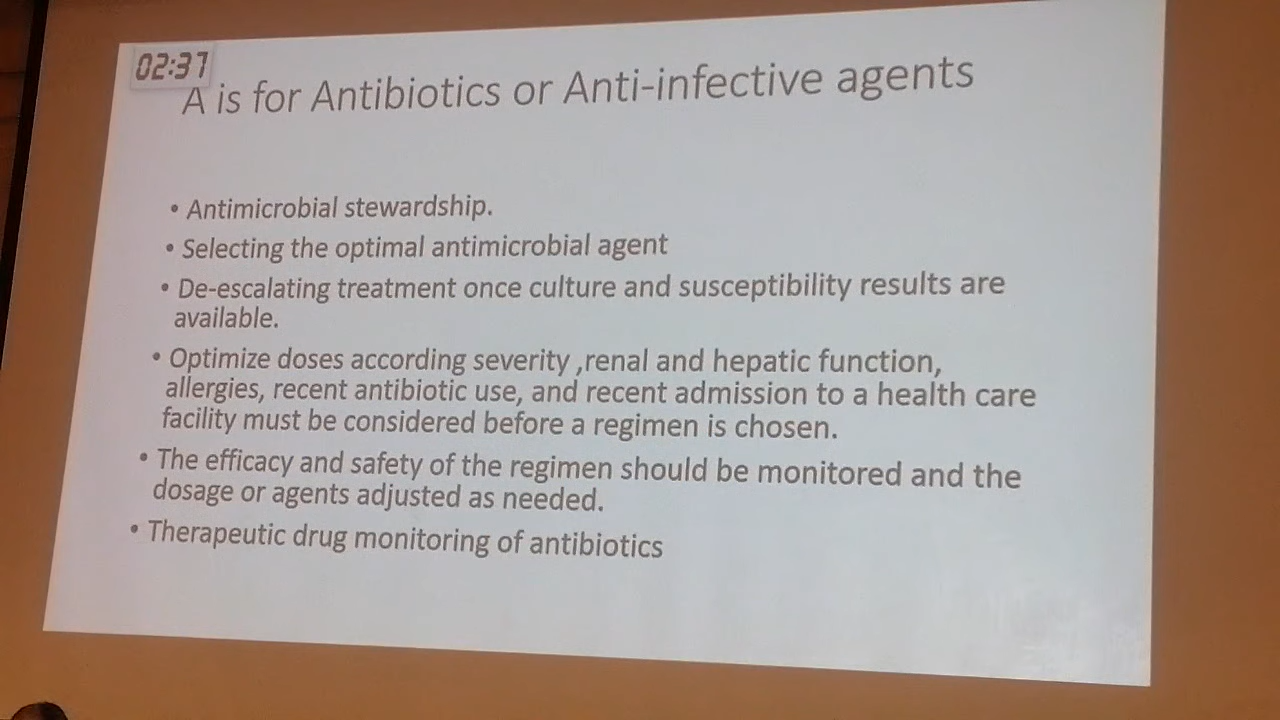 02:37
A is for Antibiotics or Anti-infective agents
• Antimicrobial stewardship.
• Selecting the optimal antimicrobial agent
• De-escalating treatment once culture and susceptibility results are
available.
• Optimize doses according severity ,renal and hepatic function,
allergies, recent antibiotic use, and recent admission to a health care
facility must be considered before a regimen is chosen.
• The efficacy and safety of the regimen should be monitored and the
dosage or agents adjusted as needed.
• Therapeutic drug monitoring of antibiotics